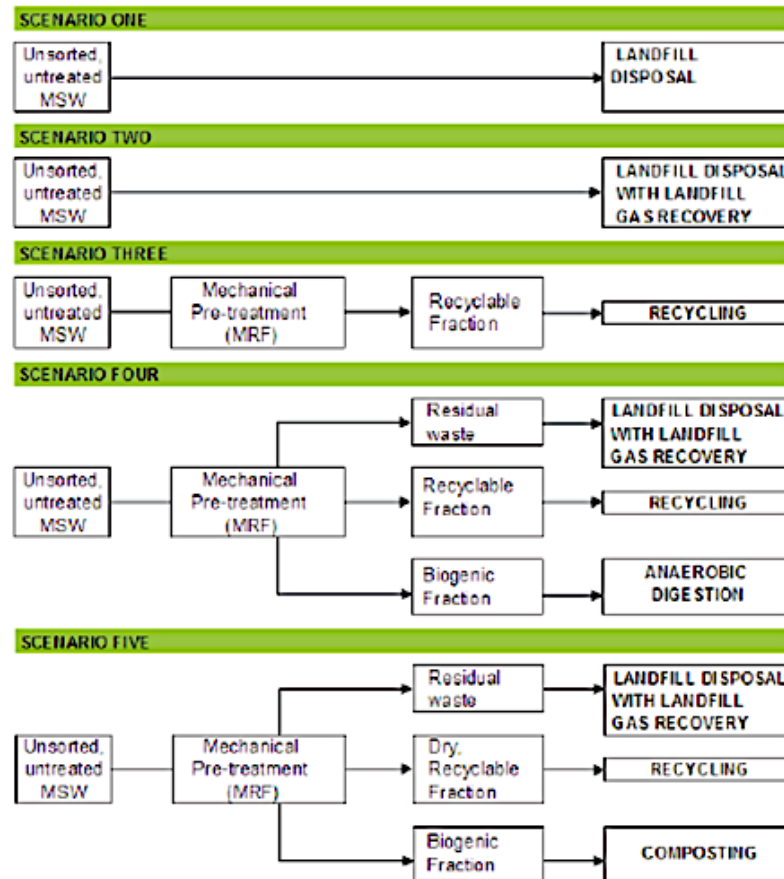 SCENARIO ONE
Unsorted,
untreated
MSW
LANDFILL
DISPOSAL
SCENARIO TWO
Unsorted,
untreated
MSW
LANDFILL DISPOSAL
WITH LANDFILL
GAS RECOVERY
SCENARIO THREE
Unsorted,
untreated
MSW
Mechanical
Pre-treatment
(MRF)
Recyclable
Fraction
RECYCLING
SCENARIO FOUR
Unsorted,
untreated
MSW
Mechanical
Pre-treatment
(MRF)
Residual
waste
LANDFILL DISPOSAL
WITH LANDFILL
GAS RECOVERY
Recyclable
Fraction
RECYCLING
Biogenic
Fraction
ANAEROBIC
DIGESTION
SCENARIO FIVE
Unsorted,
untreated
MSW
Mechanical
Pre-treatment
(MRF)
Residual
waste
LANDFILL DISPOSAL
WITH LANDFILL
GAS RECOVERY
Dry,
Recyclable
Fraction
RECYCLING
Biogenic
Fraction
COMPOSTING